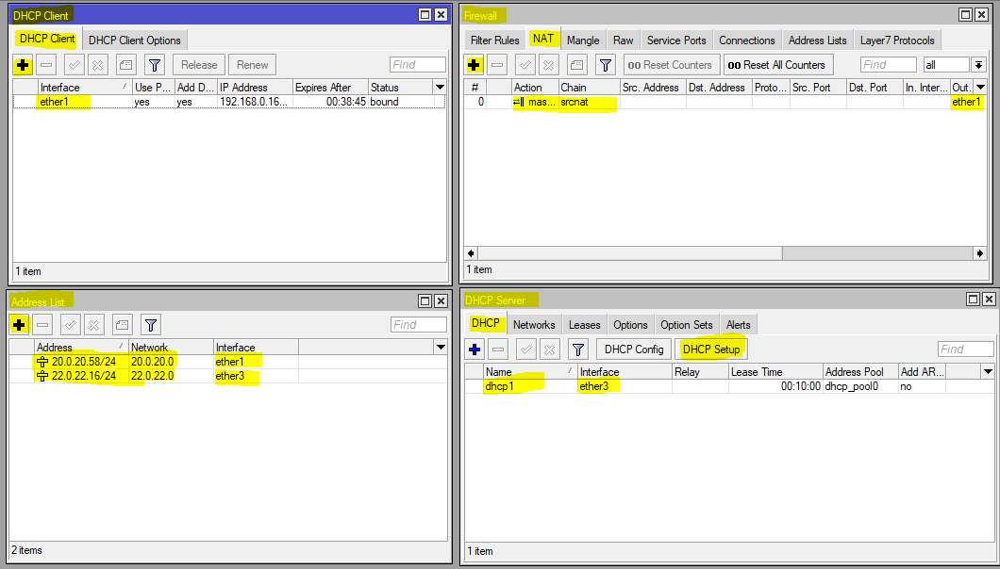 DHCP Client
DHCP Client DHCP Client Options
Release Renew Find
Interface Use P... Add D... IP Address Expires After Status
ether1 yes yes 192.168.0.16... 00:38:45 bound
1 item
Firewall
Filter Rules NAT Mangle Raw Service Ports Connections Address Lists Layer7 Protocols
00 Reset Counters 00 Reset All Counters Find all
# Action Chain Src. Address Dst. Address Proto... Src. Port Dst. Port In. Inter... Out.
0 mas... srcnat ether1
1 item
Address List
Find
Address Network Interface
20.0.20.58/24 20.0.20.0 ether1
22.0.22.16/24 22.0.22.0 ether3
2 items
DHCP Server
DHCP Networks Leases Options Option Sets Alerts
DHCP Config DHCP Setup Find
Name Interface Relay Lease Time Address Pool Add AR...
dhcp1 ether3 00:10:00 dhcp_pool0 no
1 item